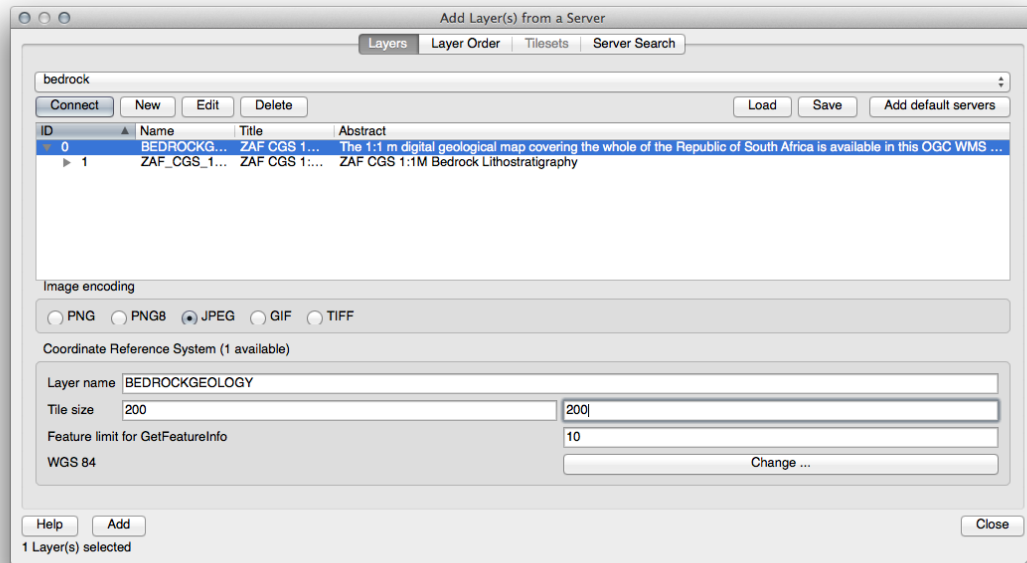 Add Layer(s) from a Server
Layers Layer Order Tilesets Server Search
bedrock
Connect New Edit Delete Load Save Add default servers
ID Name Title Abstract
0 BEDROCKG... ZAF CGS 1... The 1:1 m digital geological map covering the whole of the Republic of South Africa is available in this OGC WMS ...
1 ZAF_CGS_1... ZAF CGS 1:... ZAF CGS 1:1M Bedrock Lithostratigraphy
Image encoding
PNG PNG8 JPEG GIF TIFF
Coordinate Reference System (1 available)
Layer name BEDROCKGEOLOGY
Tile size 200 200
Feature limit for GetFeatureInfo 10
WGS 84 Change ...
Help Add Close
1 Layer(s) selected